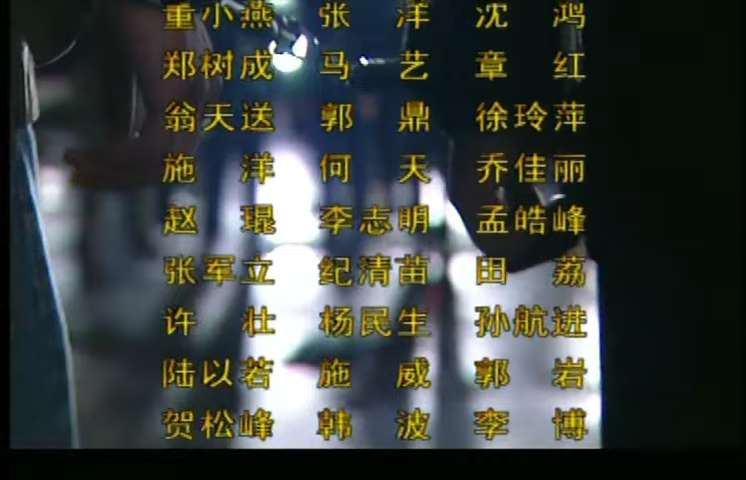 董小燕 张洋 沈鸿
郑树成 马艺 章红
翁天送 郭鼎 徐玲萍
施洋 何天 乔佳丽
赵琨 李志明 孟皓峰
张军立 纪清苗 田荔
许壮 杨民生 孙航进
陆以若 施威 郭岩
贺松峰 韩波 李博